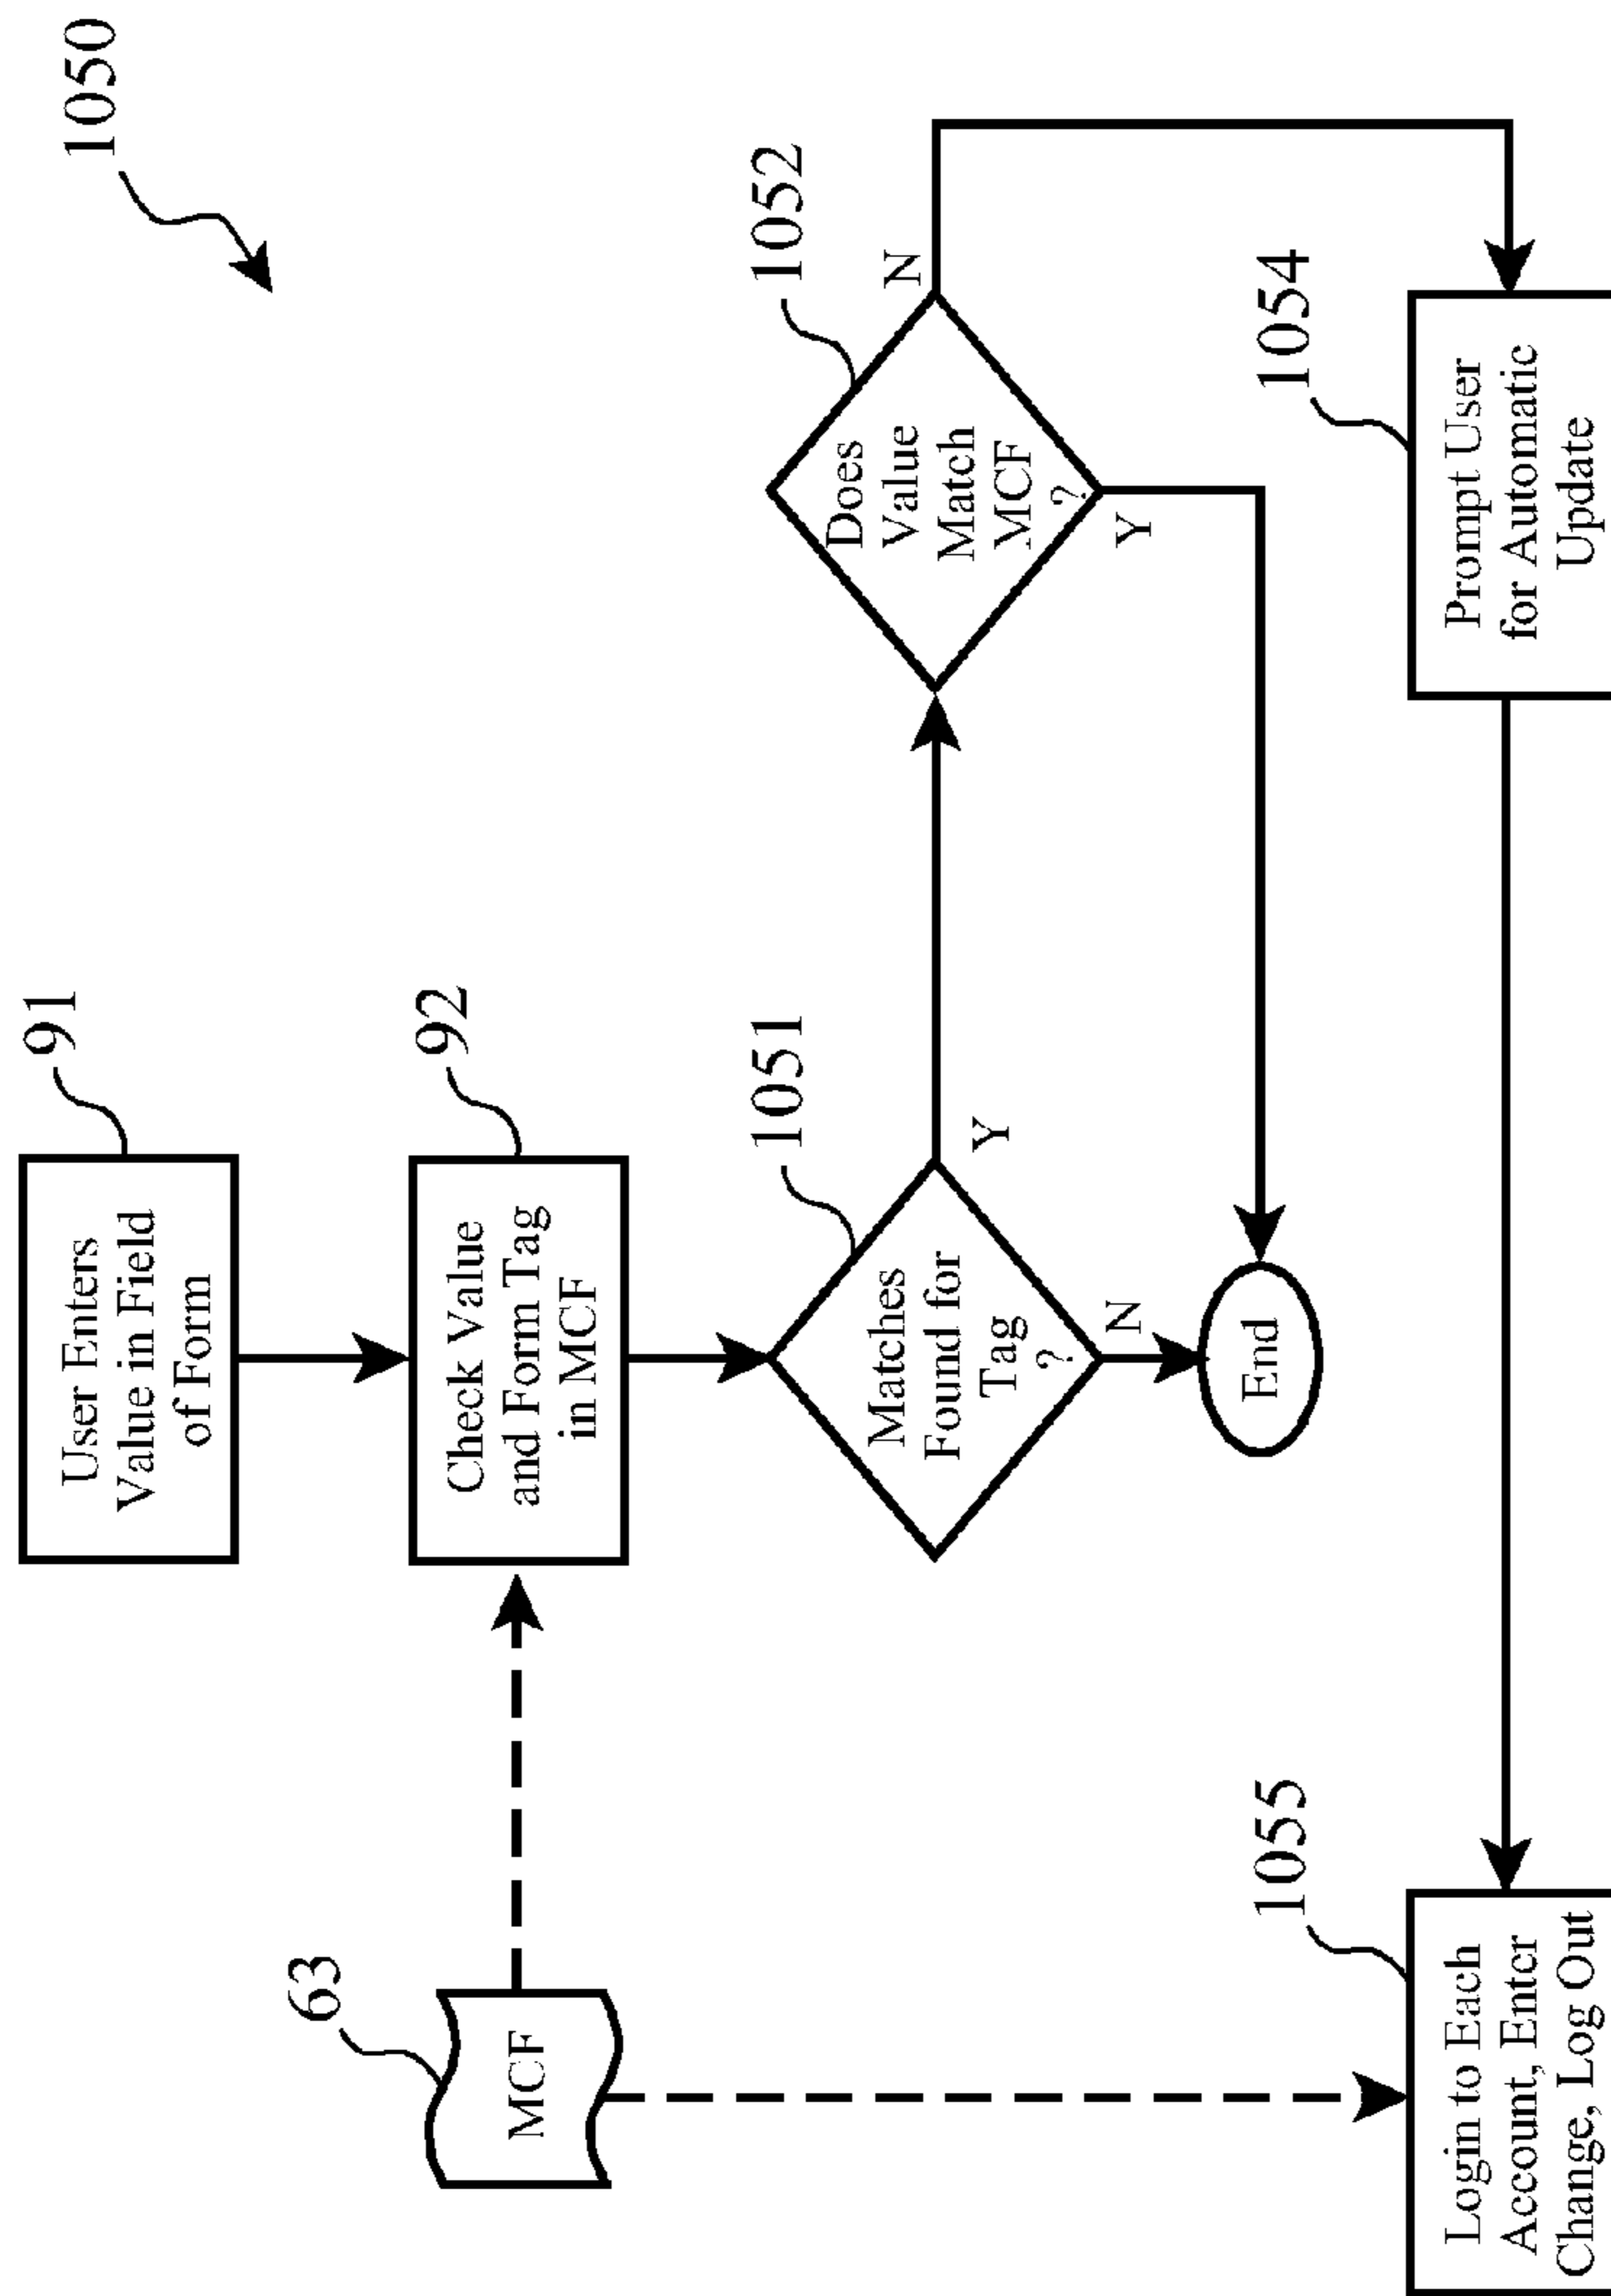 1050
91
User Enters
Value in Field
of Form
63
MCF
92
Check Value
and Form Tag
in MCF
1051
Matches
Found for
Tag
?
Y
N
1052
Does
Value
Match
MCF
?
N
Y
End
1055
Login to Each
Account, Enter
Change, Log Out
1054
Prompt User
for Automatic
Update